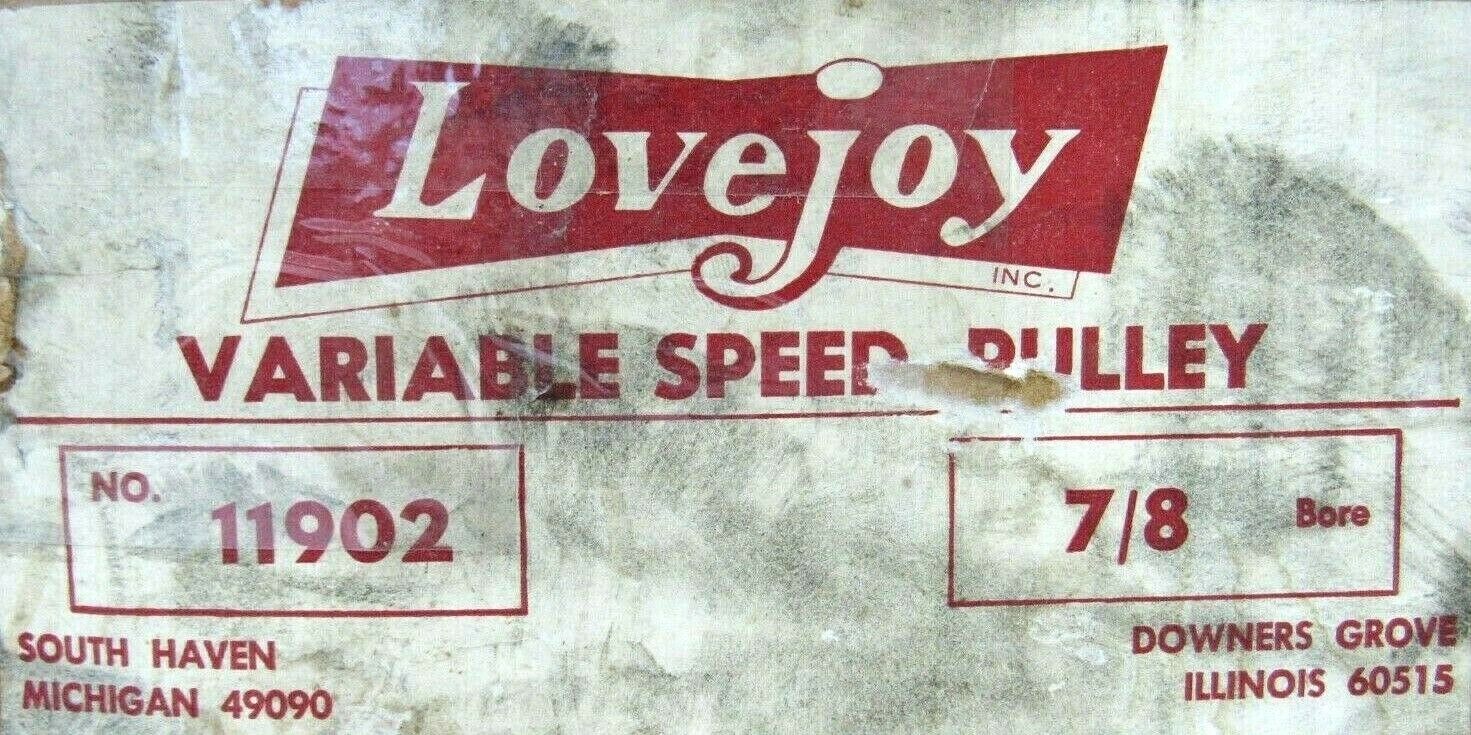 Lovejoy
INC.
VARIABLE SPEED PULLEY
NO. 11902
7/8 Bore
SOUTH HAVEN
MICHIGAN 49090
DOWNERS GROVE
ILLINOIS 60515